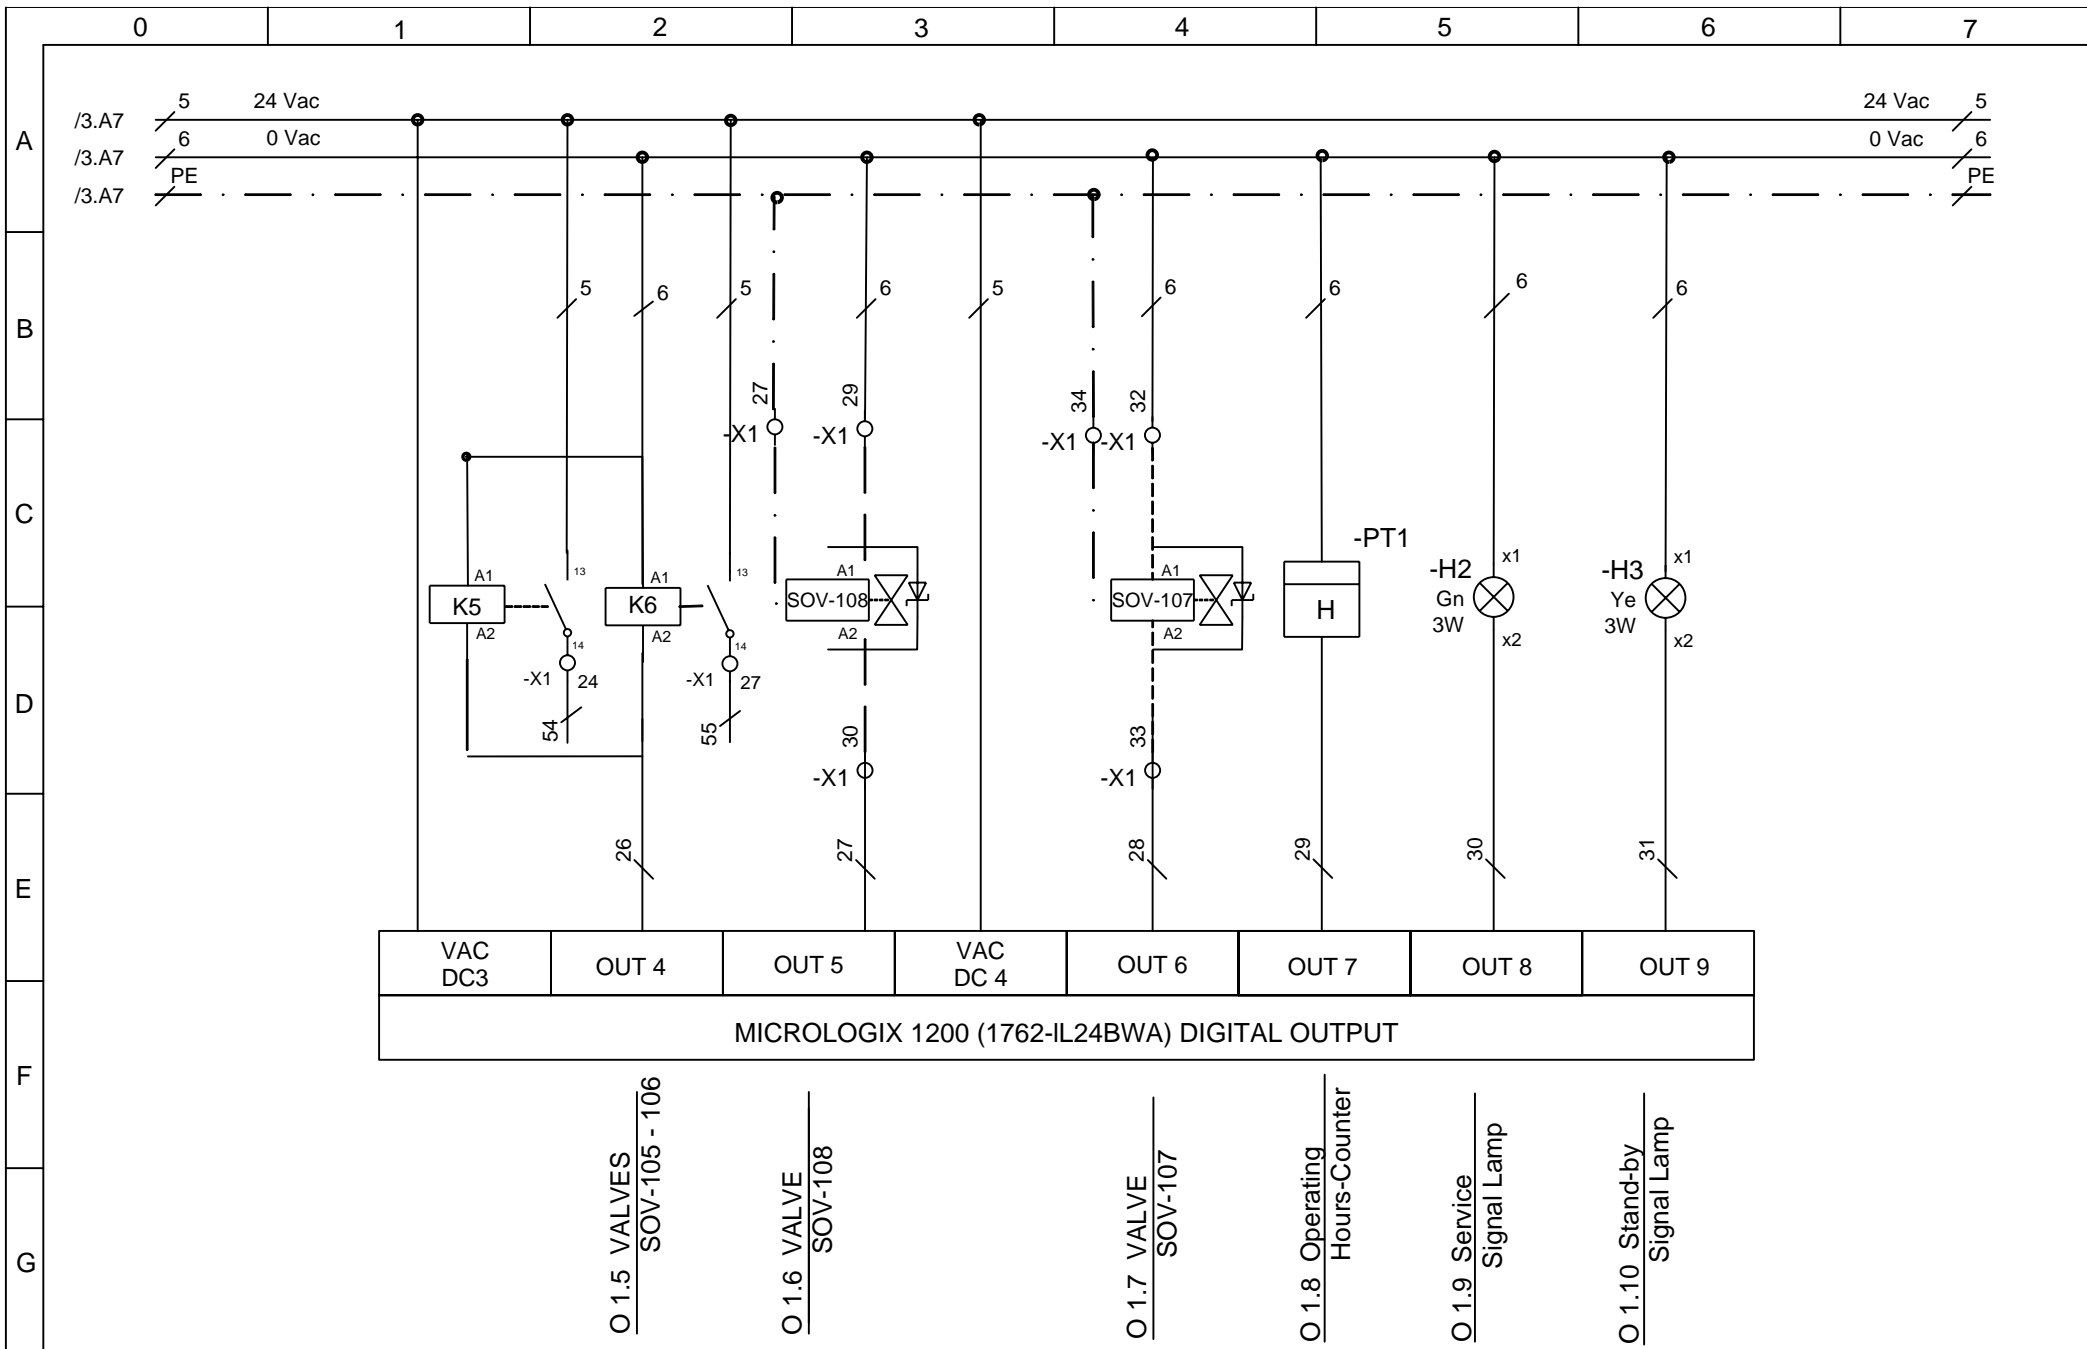 0 1 2 3 4 5 6 7
A
B
C
D
E
F
G
/3.A7 5 24 Vac 24 Vac 5
/3.A7 6 0 Vac 0 Vac 6
/3.A7 PE PE
5 6 5 6 5 6 6 6 6
27 29 34 32
-X1 -X1 -X1 -X1
-PT1
A1 13 A1 13 A1 A1 x1 x1
K5 K6 SOV-108 SOV-107 H
-H2
Gn
3W
-H3
Ye
3W
A2 14 A2 14 A2 A2 x2 x2
-X1 24 -X1 27
54 55 30 33
-X1 -X1
26 27 28 29 30 31
VAC
DC3
OUT 4
OUT 5
VAC
DC 4
OUT 6
OUT 7
OUT 8
OUT 9
MICROLOGIX 1200 (1762-IL24BWA) DIGITAL OUTPUT
O 1.5 VALVES
SOV-105 - 106
O 1.6 VALVE
SOV-108
O 1.7 VALVE
SOV-107
O 1.8 Operating
Hours-Counter
O 1.9 Service
Signal Lamp
O 1.10 Stand-by
Signal Lamp